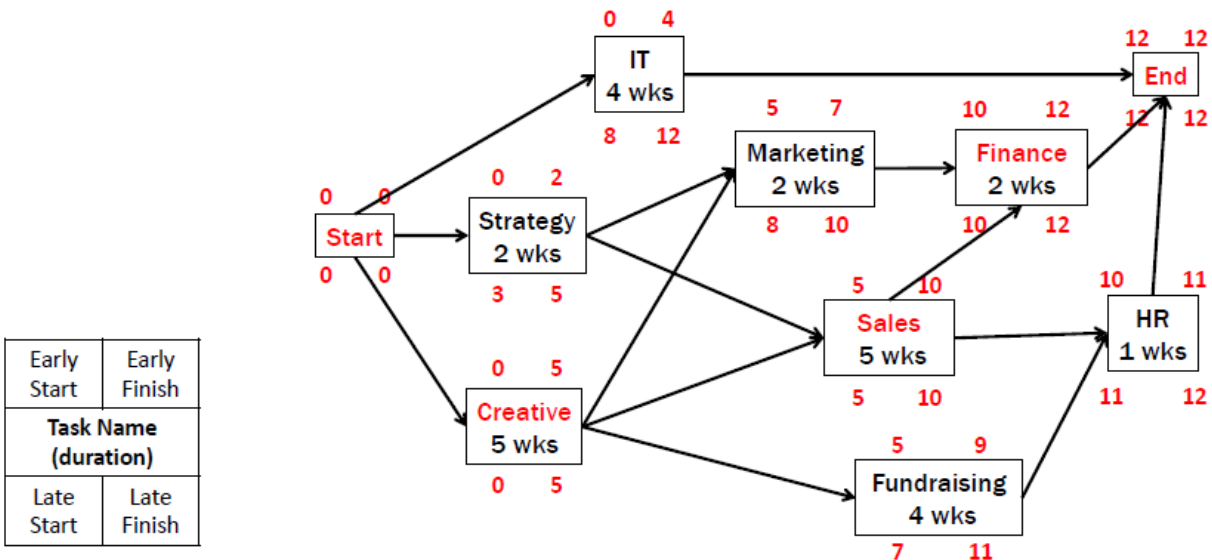 0 4
IT
4 wks
8 12
12 12
End
12 12
5 7
Marketing
2 wks
8 10
10 12
Finance
2 wks
10 12
0 0
Start
0 0
0 2
Strategy
2 wks
3 5
5 10
Sales
5 wks
5 10
10 11
HR
1 wks
11 12
0 5
Creative
5 wks
0 5
5 9
Fundraising
4 wks
7 11
Early Early
Start Finish
Task Name
(duration)
Late Late
Start Finish